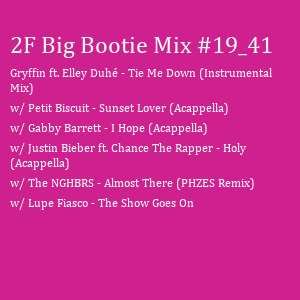 2F Big Bootie Mix #19_41
Gryffin ft. Elley Duhé - Tie Me Down (Instrumental
Mix)
w/ Petit Biscuit - Sunset Lover (Acappella)
w/ Gabby Barrett - I Hope (Acappella)
w/ Justin Bieber ft. Chance The Rapper - Holy
(Acappella)
w/ The NGHBRS - Almost There (PHZES Remix)
w/ Lupe Fiasco - The Show Goes On